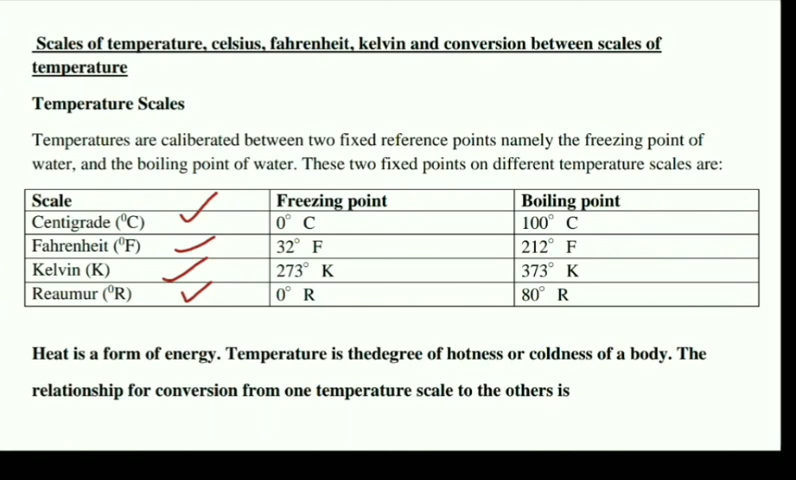 Scales of temperature, celsius, fahrenheit, kelvin and conversion between scales of
temperature
Temperature Scales
Temperatures are caliberated between two fixed reference points namely the freezing point of
water, and the boiling point of water. These two fixed points on different temperature scales are:
Scale Freezing point Boiling point
Centigrade (⁰C) 0° C 100° C
Fahrenheit (⁰F) 32° F 212° F
Kelvin (K) 273° K 373° K
Reaumur (⁰R) 0° R 80° R
Heat is a form of energy. Temperature is thedegree of hotness or coldness of a body. The
relationship for conversion from one temperature scale to the others is